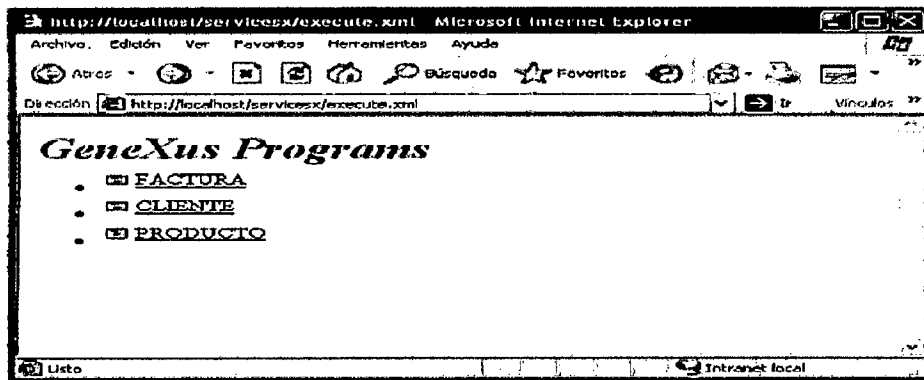 http://localhost/servicesx/execute.xml Microsoft Internet Explorer
Archivo. Edición Ver Favoritos Herramientas Ayuda
Atras Búsqueda Favoritos
Dirección http://localhost/servicesx/execute.xml Ir Vínculos
GeneXus Programs
FACTURA
CLIENTE
PRODUCTO
Listo Intranet local